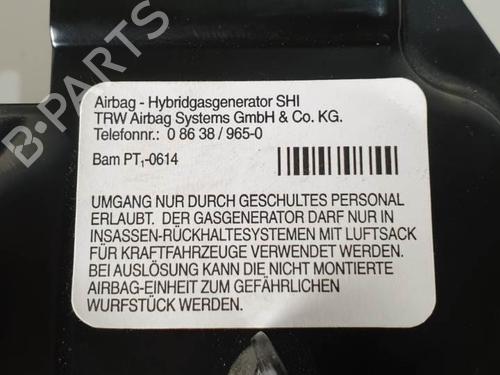 Airbag - Hybridgasgenerator SHI
TRW Airbag Systems GmbH & Co. KG.
Telefonnr.: 0 86 38 / 965-0
Bam PT₁-0614
UMGANG NUR DURCH GESCHULTES PERSONAL
ERLAUBT. DER GASGENERATOR DARF NUR IN
INSASSEN-RÜCKHALTESYSTEMEN MIT LUFTSACK
FÜR KRAFTFAHRZEUGE VERWENDET WERDEN.
BEI AUSLÖSUNG KANN DIE NICHT MONTIERTE
AIRBAG-EINHEIT ZUM GEFÄHRLICHEN
WURFSTÜCK WERDEN.